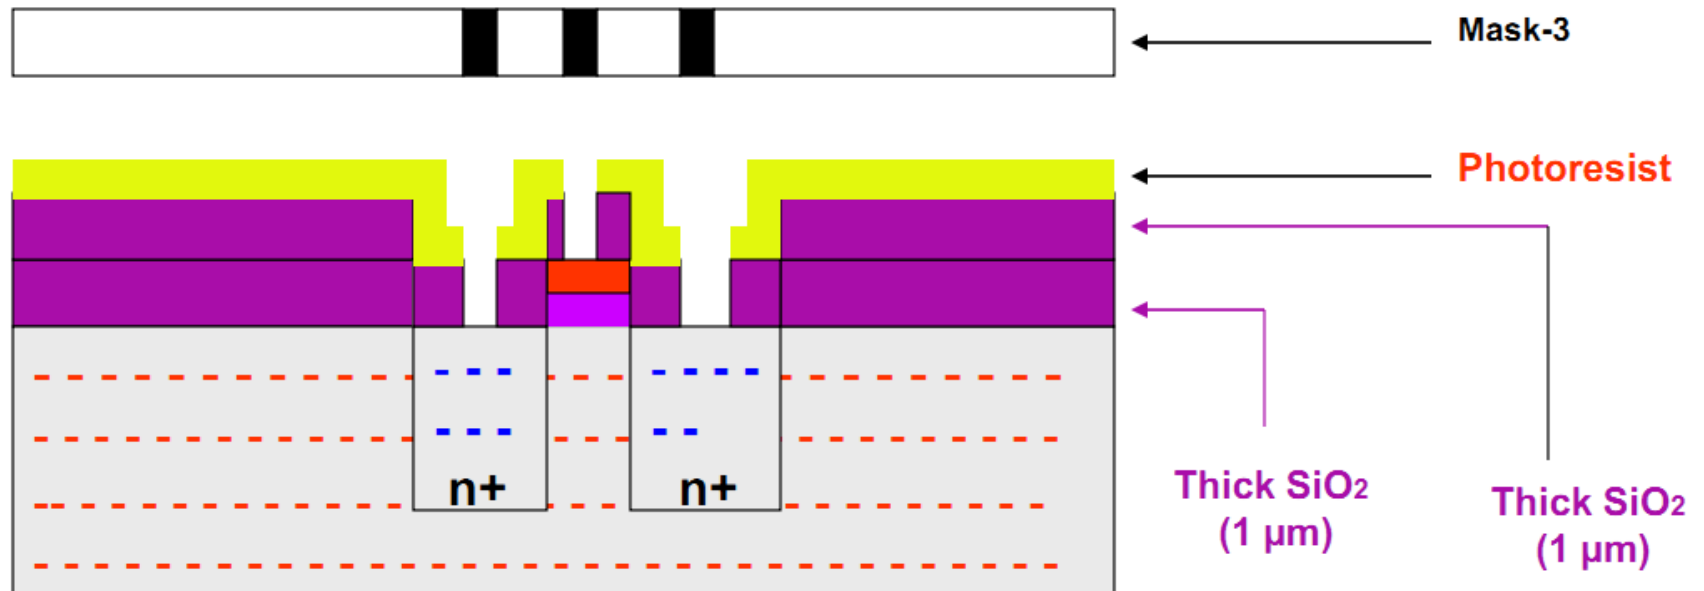 Mask-3
Photoresist
n+ n+
Thick SiO2
(1 µm)
Thick SiO2
(1 µm)